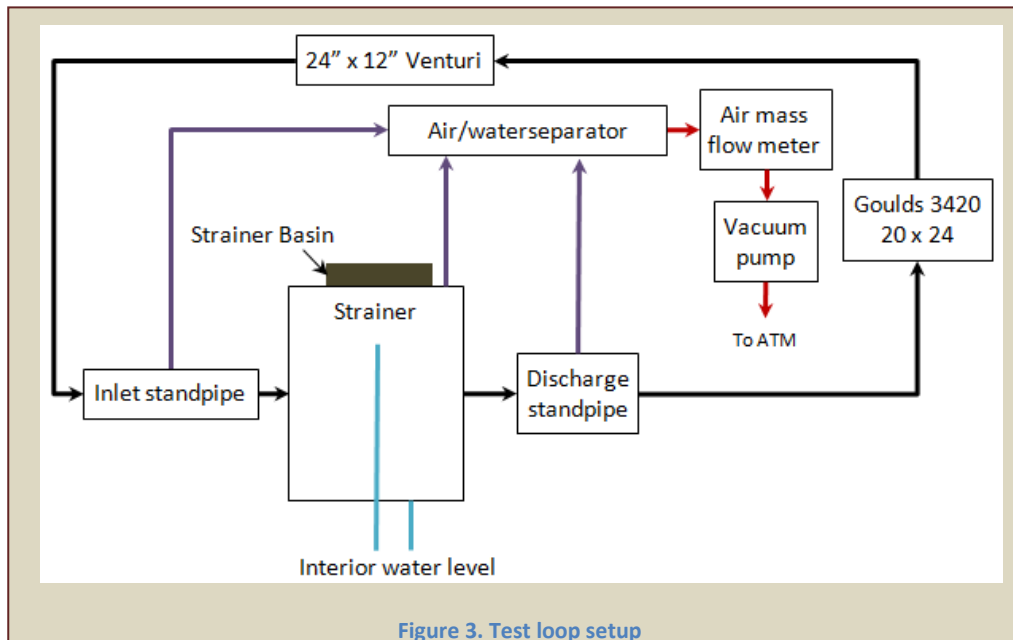 24” x 12” Venturi
Air/waterseparator
Air mass
flow meter
Goulds 3420
20 x 24
Vacuum
pump
Strainer Basin
Strainer
To ATM
Inlet standpipe
Discharge
standpipe
Interior water level
Figure 3. Test loop setup